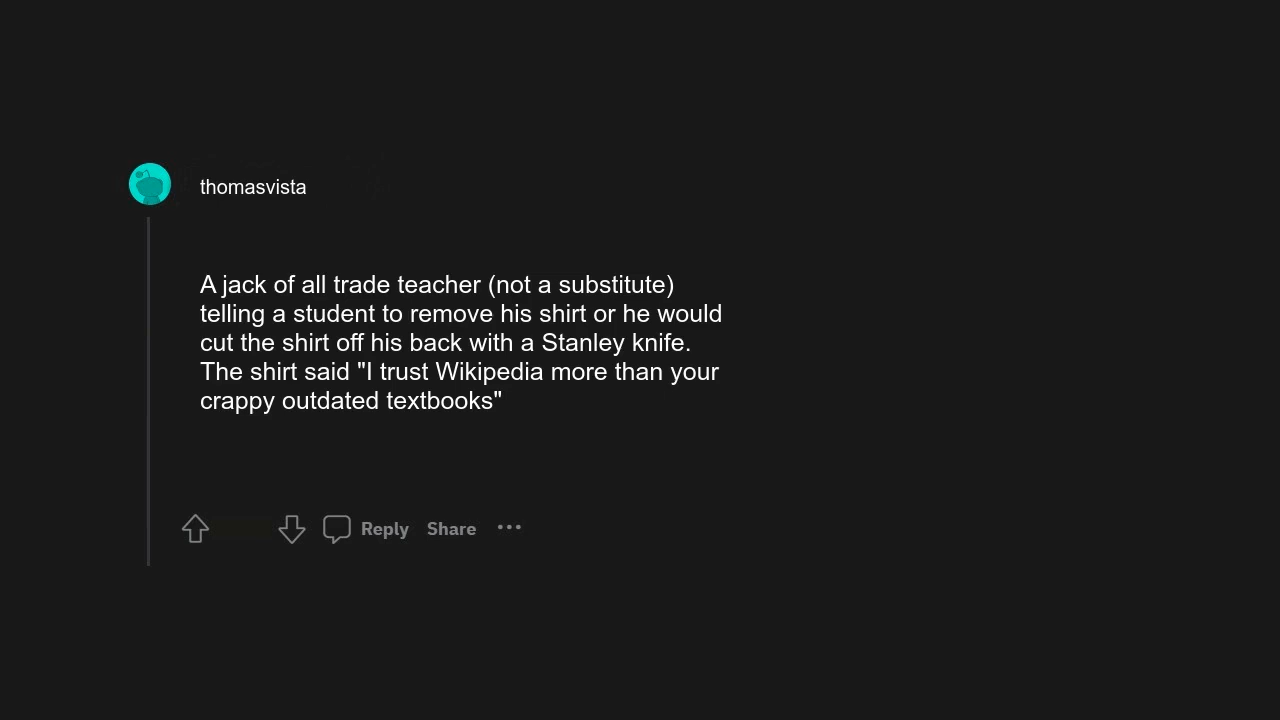 thomasvista
A jack of all trade teacher (not a substitute)
telling a student to remove his shirt or he would
cut the shirt off his back with a Stanley knife.
The shirt said "I trust Wikipedia more than your
crappy outdated textbooks"
Reply Share